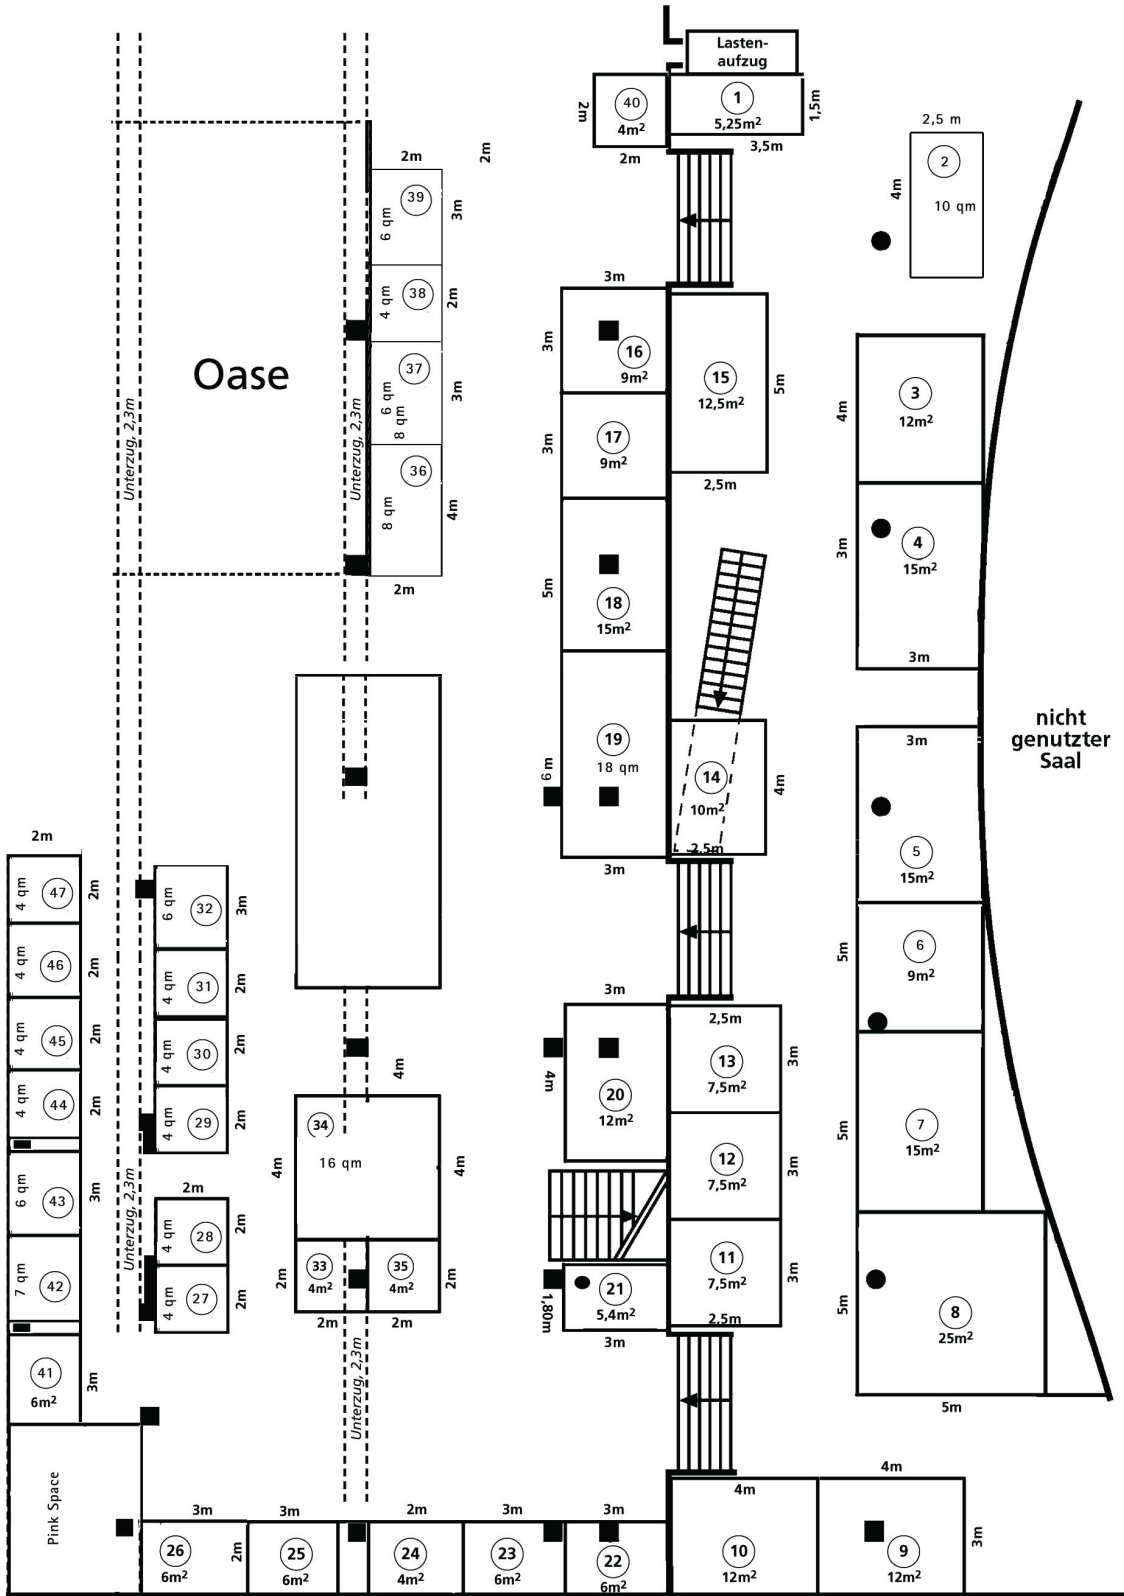 Lasten-
aufzug
40
4m²
2m
2m
1
5,25m²
1,5m
3,5m
2,5 m
2
10 qm
4m
2m
2m
39
6 qm
3m
38
4 qm
2m
37
6 qm
8 qm
3m
36
8 qm
4m
2m
Oase
Unterzug, 2,3m
Unterzug, 2,3m
3m
3m
16
9m²
15
12,5m²
5m
2,5m
3m
17
9m²
5m
18
15m²
19
18 qm
6 m
3m
14
10m²
4m
2,5m
4m
3
12m²
3m
4
15m²
3m
nicht
genutzter
Saal
3m
5
15m²
5m
6
9m²
5m
7
15m²
5m
8
25m²
5m
2m
4 qm
47
2m
4 qm
46
2m
4 qm
45
2m
4 qm
44
2m
6 qm
43
3m
7 qm
42
41
6m²
3m
Pink Space
6 qm
32
3m
4 qm
31
2m
4 qm
30
2m
4 qm
29
2m
2m
4 qm
28
2m
4 qm
27
2m
Unterzug, 2,3m
4m
34
16 qm
4m
4m
33
4m²
2m
2m
35
4m²
2m
2m
Unterzug, 2,3m
3m
4m
20
12m²
2,5m
13
7,5m²
3m
12
7,5m²
3m
11
7,5m²
3m
2,5m
21
5,4m²
1,80m
3m
3m
26
6m²
2m
3m
25
6m²
2m
24
4m²
3m
23
6m²
3m
22
6m²
4m
10
12m²
4m
9
12m²
3m